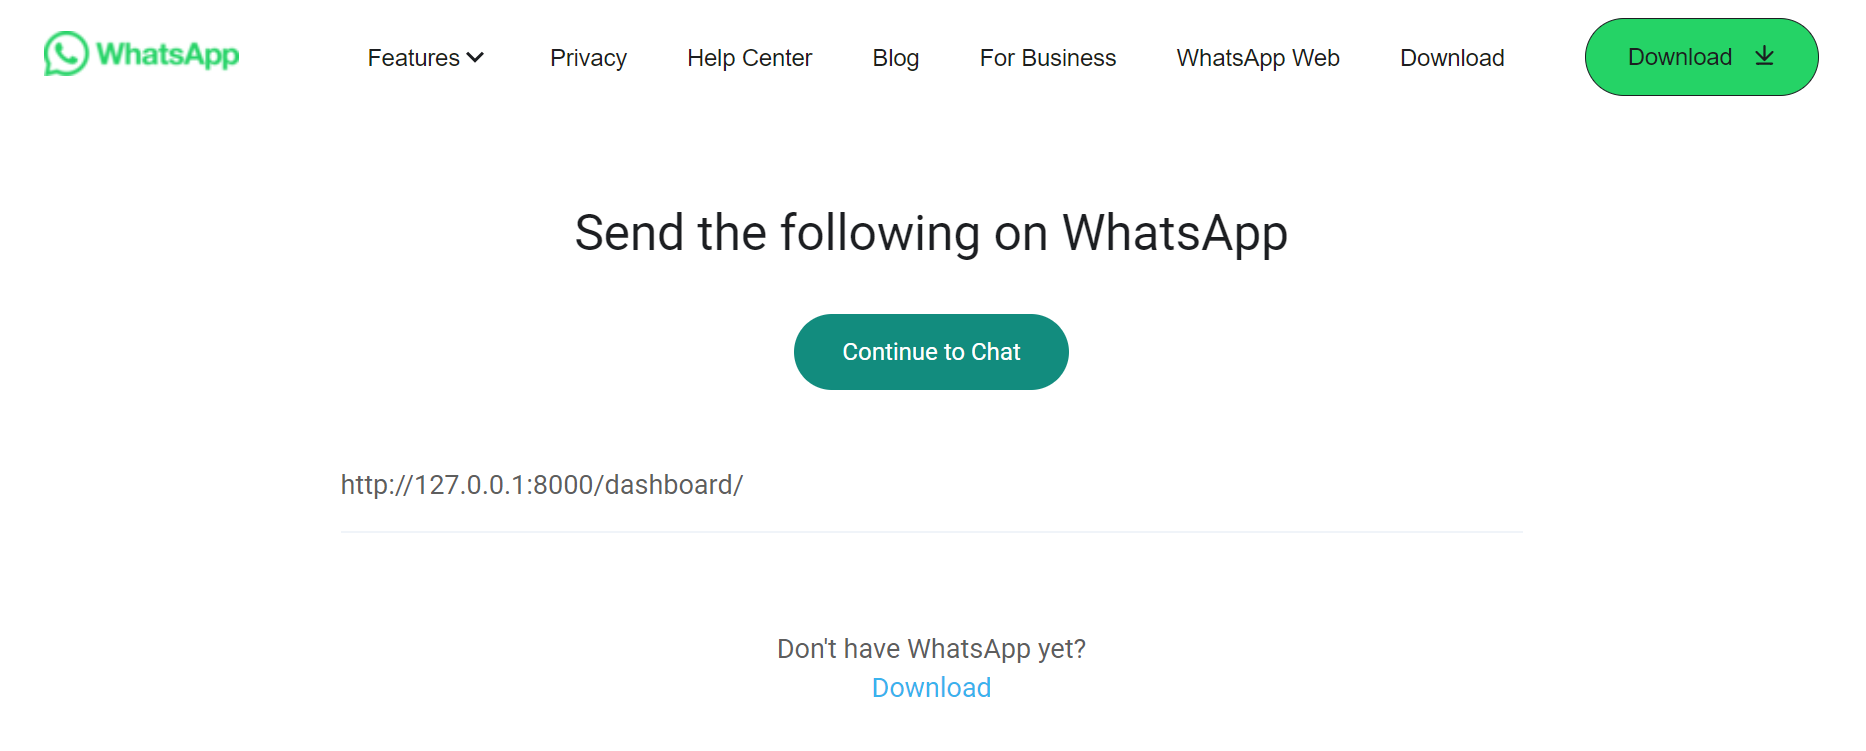 WhatsApp Features Privacy Help Center Blog For Business WhatsApp Web Download Download
Send the following on WhatsApp
Continue to Chat
http://127.0.0.1:8000/dashboard/
Don't have WhatsApp yet?
Download